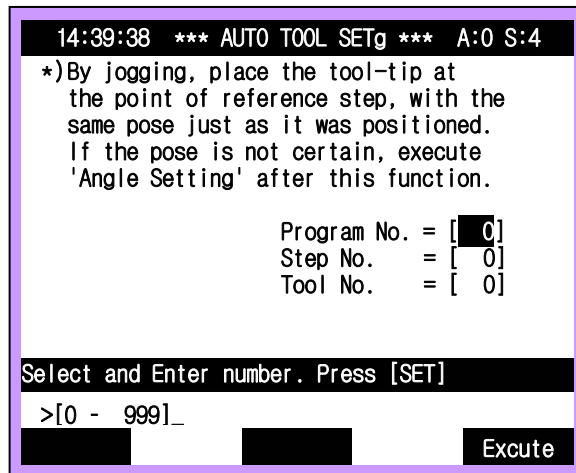 14:39:38 *** AUTO TOOL SETg *** A:0 S:4
*)By jogging, place the tool-tip at
the point of reference step, with the
same pose just as it was positioned.
If the pose is not certain, execute
'Angle Setting' after this function.
Program No. = [ 0]
Step No. = [ 0]
Tool No. = [ 0]
Select and Enter number. Press [SET]
>[0 - 999]_
Excute